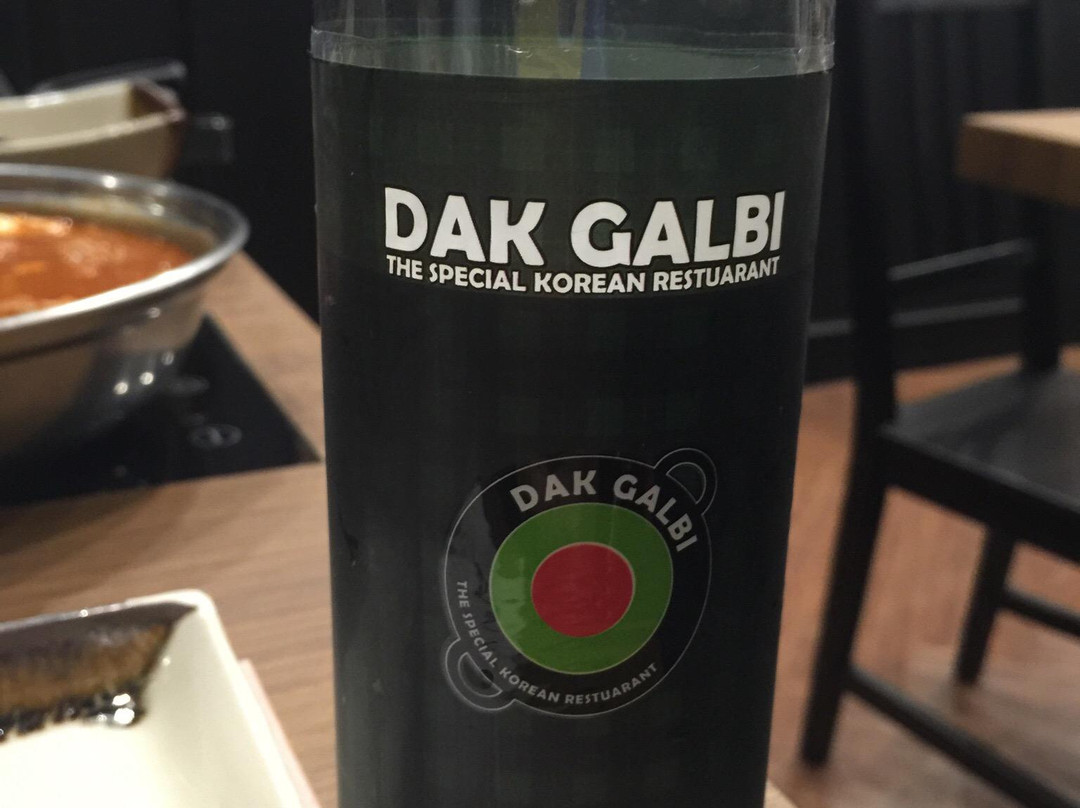 DAK GALBI
THE SPECIAL KOREAN RESTUARANT
DAK GALBI
THE SPECIAL KOREAN RESTUARANT